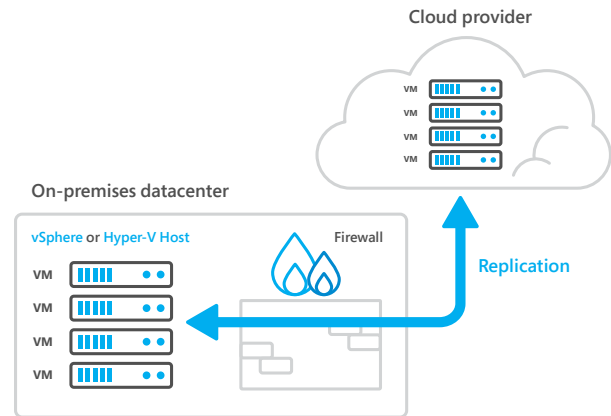 Cloud provider
VM
VM
VM
VM
On-premises datacenter
vSphere or Hyper-V Host
Firewall
VM
VM
VM
VM
Replication